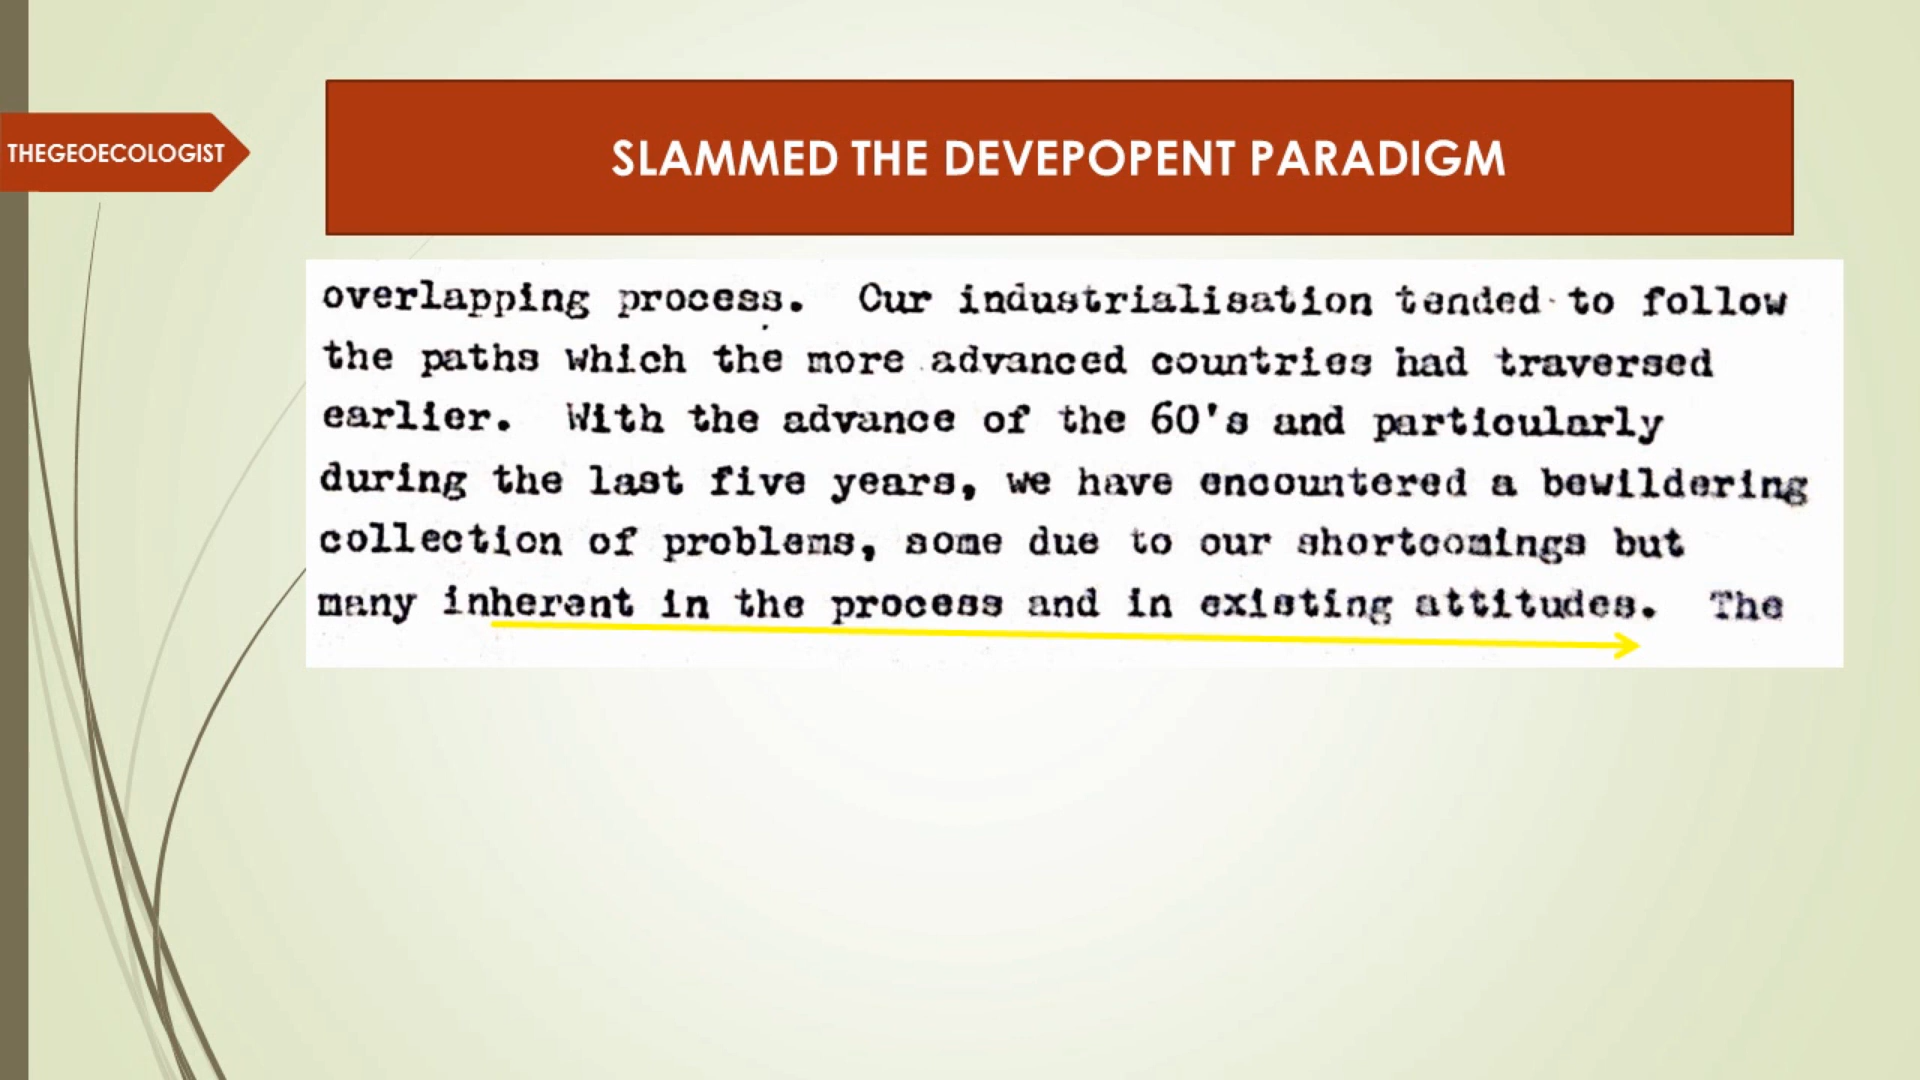 THEGEOECOLOGIST
SLAMMED THE DEVEPOPENT PARADIGM
overlapping process. Our industrialisation tended to follow
the paths which the more advanced countries had traversed
earlier. With the advance of the 60's and particularly
during the last five years, we have encountered a bewildering
collection of problems, some due to our shortcomings but
many inherent in the process and in existing attitudes. The